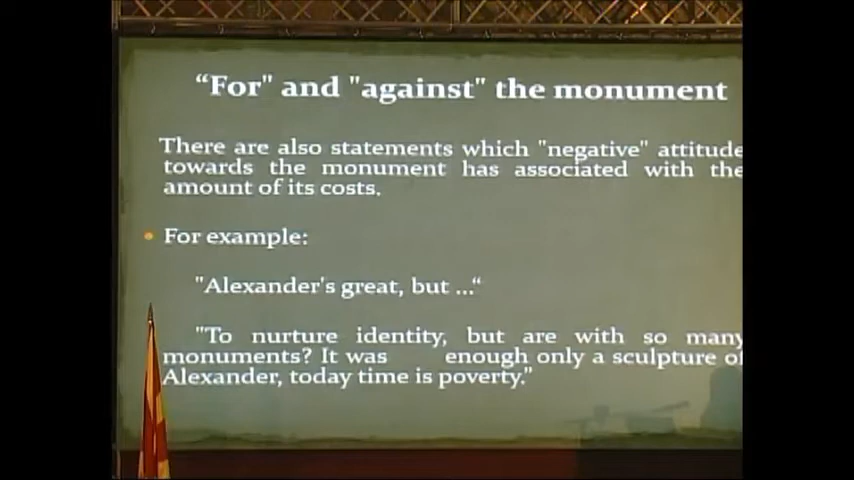 “For" and "against" the monument
There are also statements which "negative" attitude
towards the monument has associated with the
amount of its costs.
For example:
"Alexander's great, but ...“
"To nurture identity, but are with so many
monuments? It was enough only a sculpture of
Alexander, today time is poverty."